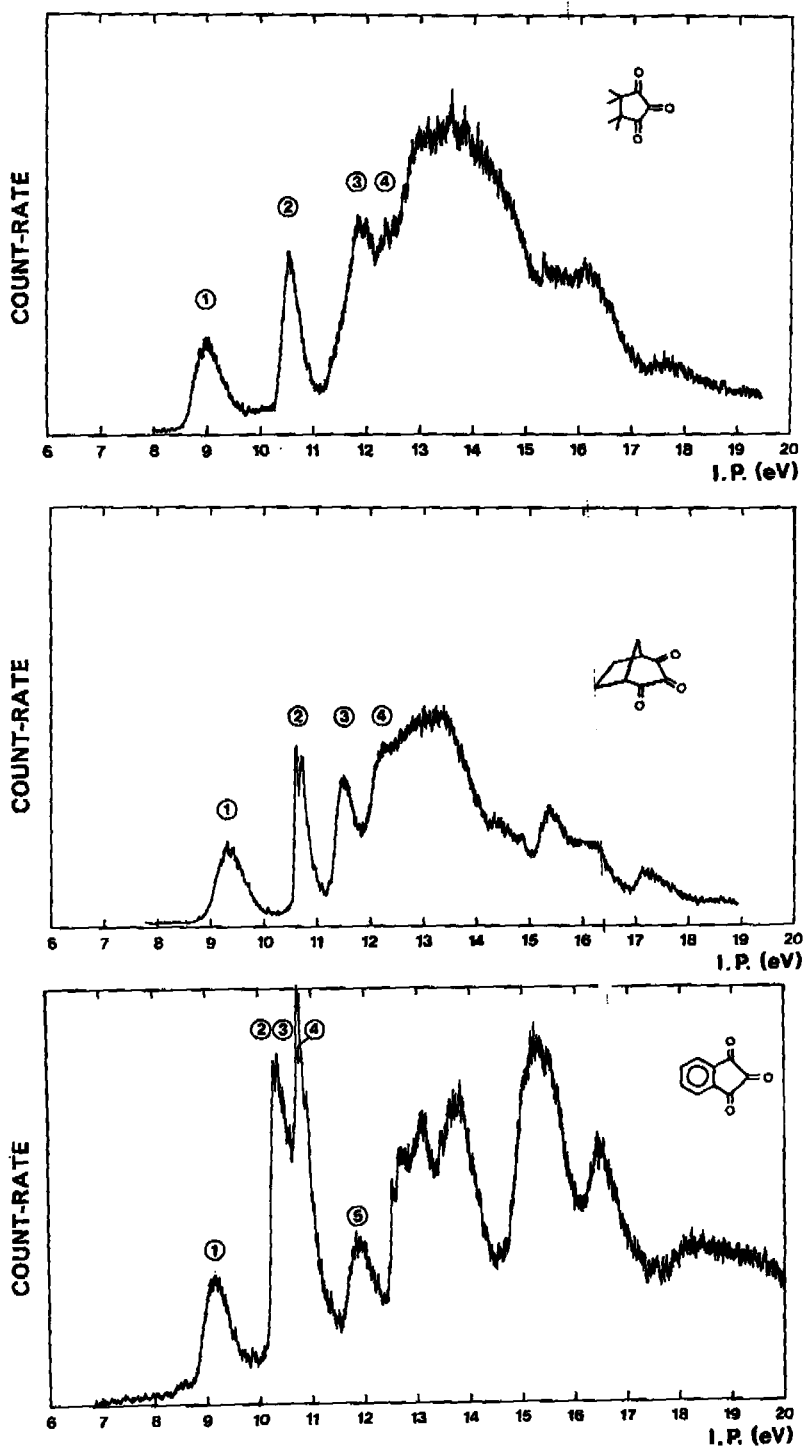 COUNT-RATE
① ② ③ ④
O
O
O
6 7 8 9 10 11 12 13 14 15 16 17 18 19 20
I.P. (eV)
COUNT-RATE
① ② ③ ④
O
O
O
6 7 8 9 10 11 12 13 14 15 16 17 18 19 20
I.P. (eV)
COUNT-RATE
① ② ③ ④ ⑤
O
O
O
6 7 8 9 10 11 12 13 14 15 16 17 18 19 20
I.P. (eV)